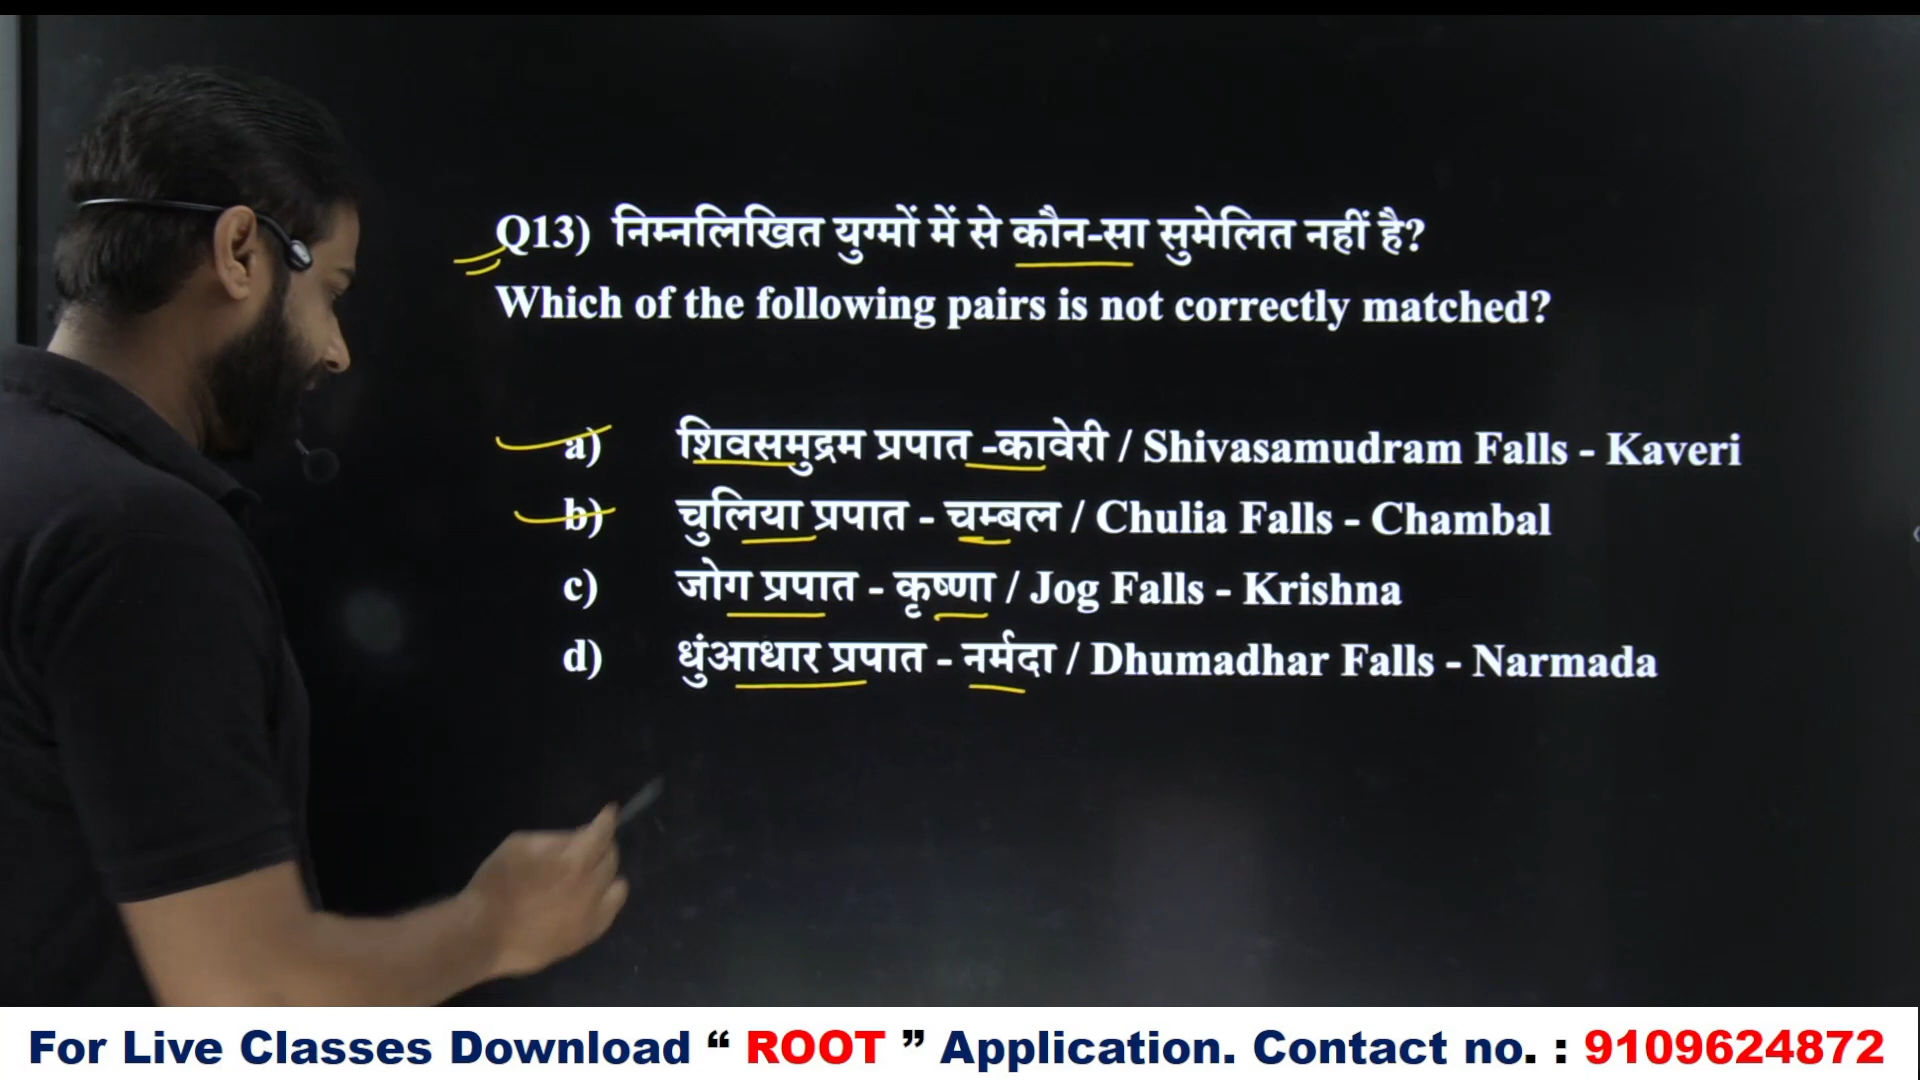 Q13) निम्नलिखित युग्मों में से कौन-सा सुमेलित नहीं है?
Which of the following pairs is not correctly matched?
a) शिवसमुद्रम प्रपात -कावेरी / Shivasamudram Falls - Kaveri
b) चुलिया प्रपात - चम्बल / Chulia Falls - Chambal
c) जोग प्रपात - कृष्णा / Jog Falls - Krishna
d) धुंआधार प्रपात - नर्मदा / Dhumadhar Falls - Narmada
For Live Classes Download “ ROOT ” Application. Contact no. : 9109624872